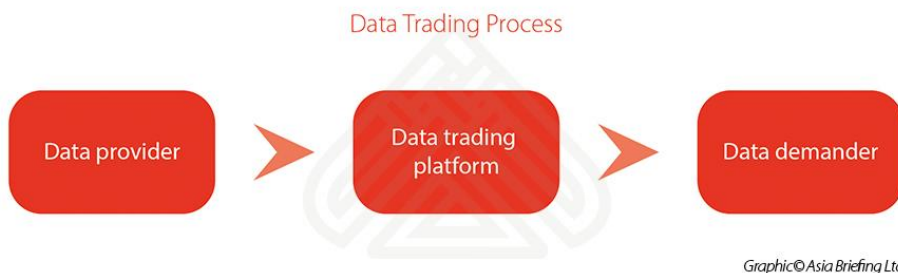 Data Trading Process
Data provider
Data trading
platform
Data demander
Graphic© Asia Briefing Ltd